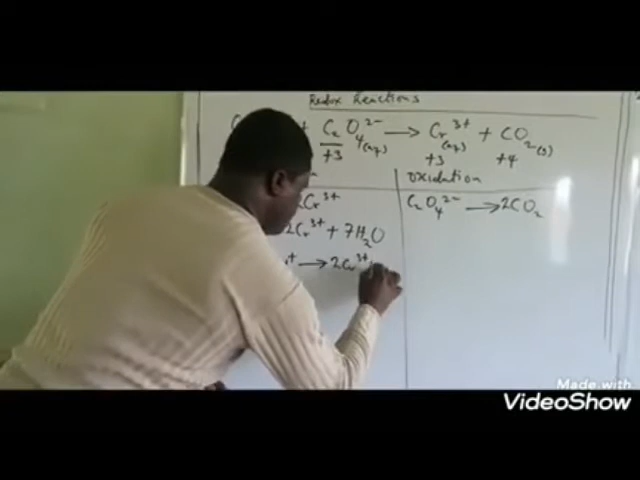 Redox Reactions
C₂O₄²⁻(aq) → Cr³⁺(aq) + CO₂(g)
+3 +3 +4
Oxidation
2Cr³⁺ C₂O₄²⁻ → 2CO₂
2Cr³⁺ + 7H₂O
→ 2Cr³⁺
Made with
VideoShow